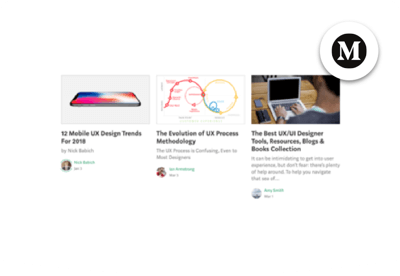 M
12 Mobile UX Design Trends
For 2018
by Nick Babich
Nick Babich
The Evolution of UX Process
Methodology
The UX Process is Confusing, Even to
Most Designers
Ian Armstrong
The Best UX/UI Designer
Tools, Resources, Blogs &
Books Collection
It can be intimidating to get into user
experience, but don't fear: there's plenty
of help around. To help you navigate
that sea of...
Smith